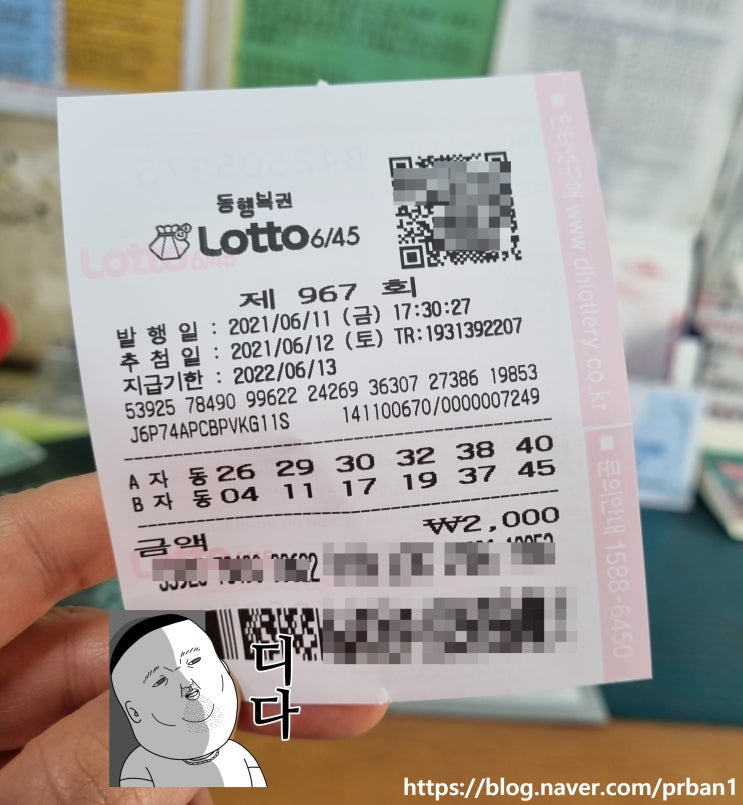 동행복권
Lotto 6/45
제 967 회
발 행 일 : 2021/06/11 (금) 17:30:27
추 첨 일 : 2021/06/12 (토) TR:1931392207
지급기한 : 2022/06/13
53925 78490 99622 24269 36307 27386 19853
J6P74APCBPVKG11S 141100670/0000007249
A 자 동 26 29 30 32 38 40
B 자 동 04 11 17 19 37 45
금액 ₩2,000
www.dhlottery.co.kr
■ 문의안내 1588-6450
디다
https://blog.naver.com/prban1